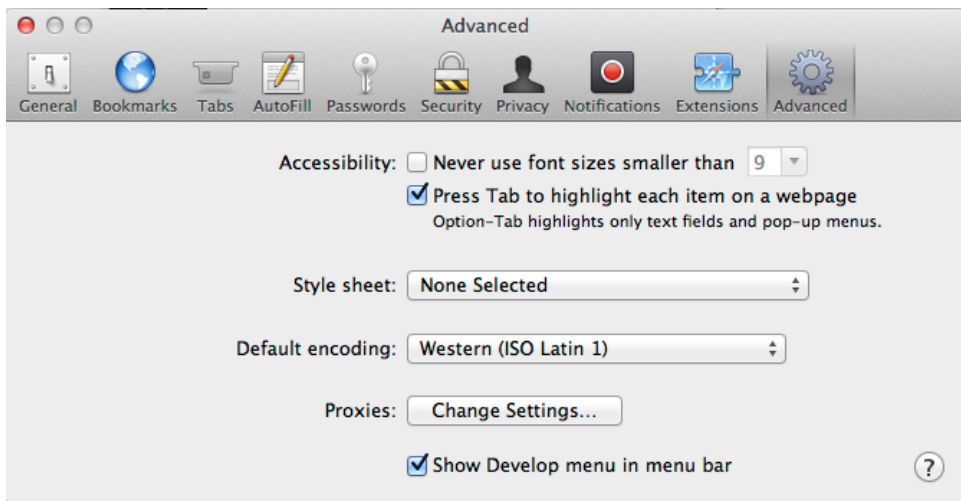 Advanced
General Bookmarks Tabs AutoFill Passwords Security Privacy Notifications Extensions Advanced
Accessibility: Never use font sizes smaller than 9
Press Tab to highlight each item on a webpage
Option-Tab highlights only text fields and pop-up menus.
Style sheet: None Selected
Default encoding: Western (ISO Latin 1)
Proxies: Change Settings...
Show Develop menu in menu bar
?